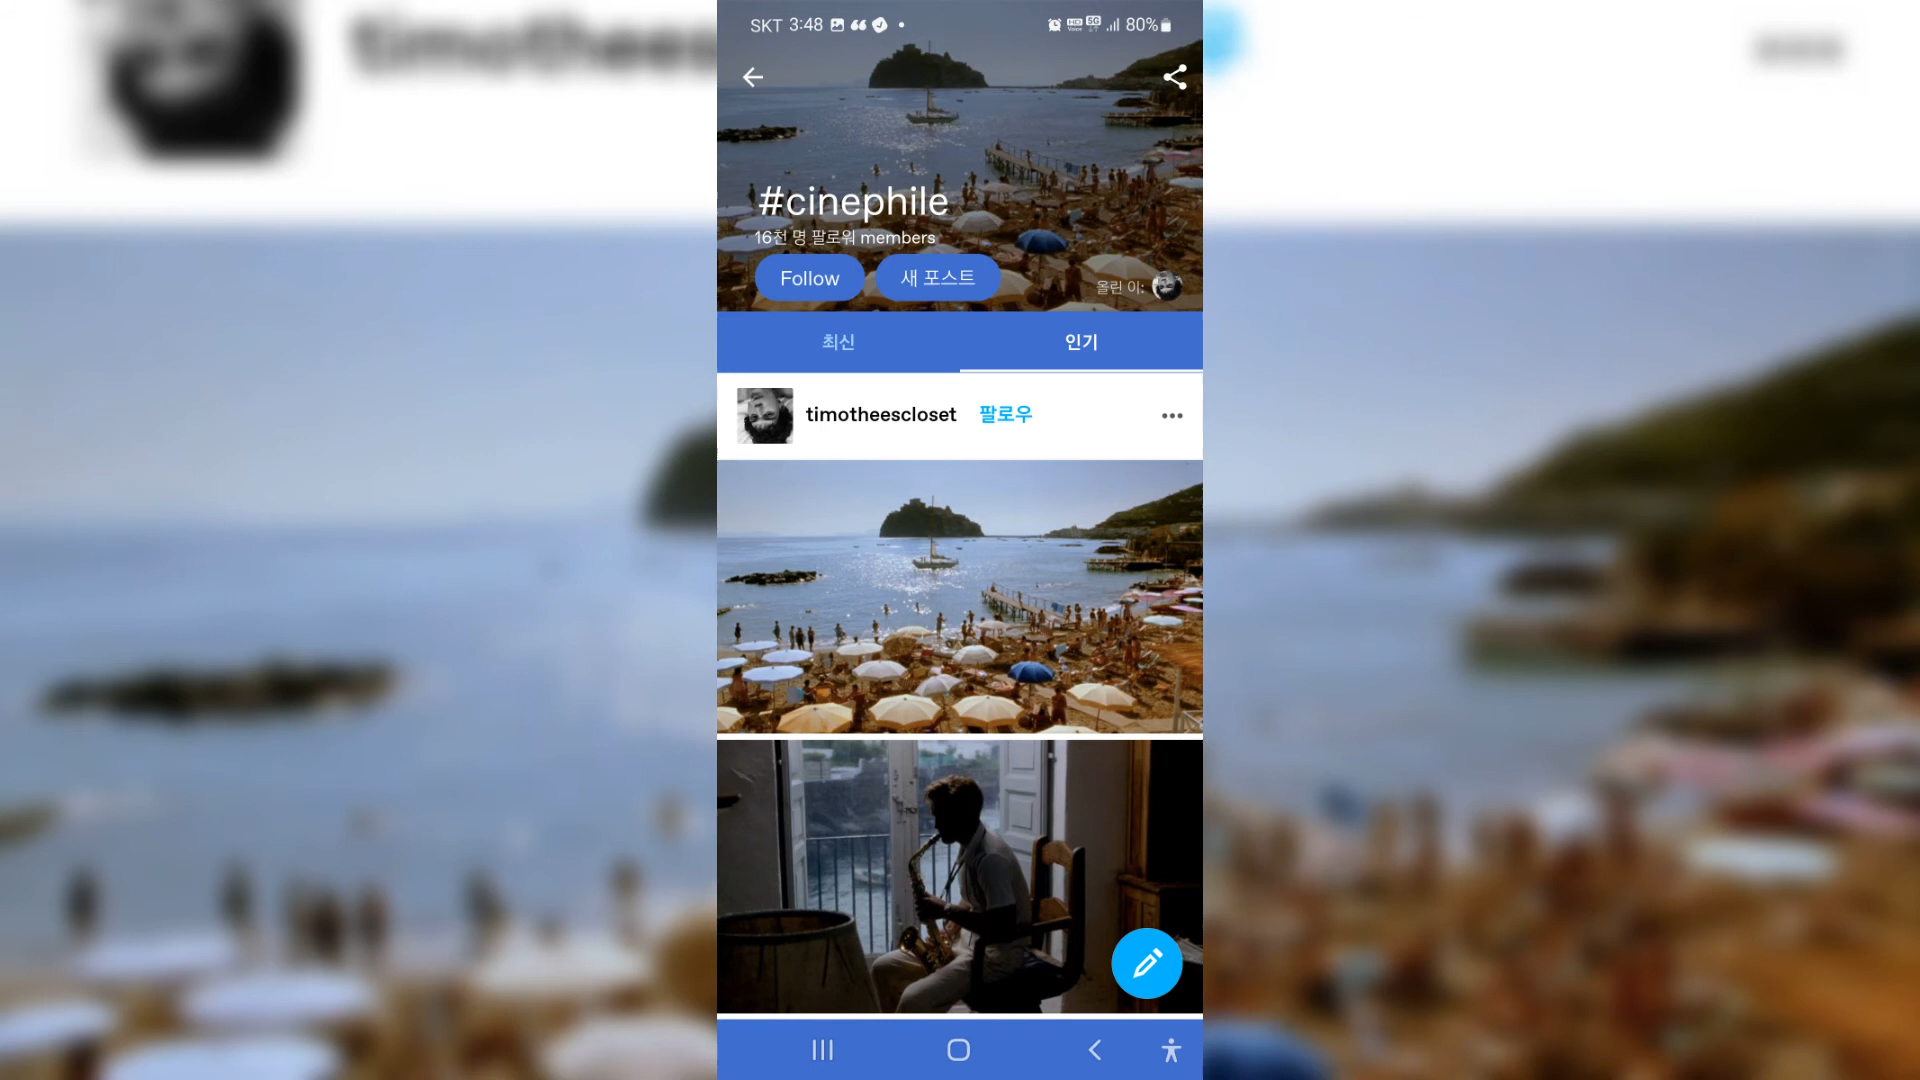 SKT 3:48
80%
#cinephile
16천 명 팔로워 members
Follow
새 포스트
올린 이:
최신
인기
timotheescloset 팔로우